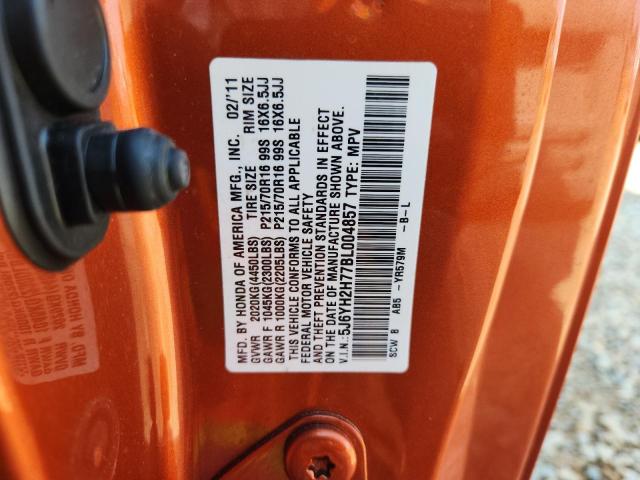 MFD. BY HONDA OF AMERICA MFG., INC. 02/'11
GVWR 2020KG(4450LBS) TIRE SIZE RIM SIZE
GAWR F 1045KG(2300LBS) P215/70R16 99S 16X6.5JJ
GAWR R 1000KG(2205LBS) P215/70R16 99S 16X6.5JJ
THIS VEHICLE CONFORMS TO ALL APPLICABLE
FEDERAL MOTOR VEHICLE SAFETY
AND THEFT PREVENTION STANDARDS IN EFFECT
ON THE DATE OF MANUFACTURE SHOWN ABOVE.
V.I.N.:5J6YH2H77BL004857 TYPE: MPV
SCW B AB5 -YR579M -B-L